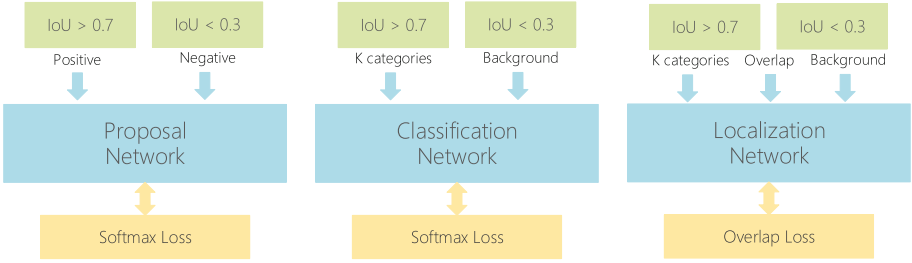 IoU > 0.7
IoU < 0.3
Positive
Negative
Proposal
Network
Softmax Loss
IoU > 0.7
IoU < 0.3
K categories
Background
Classification
Network
Softmax Loss
IoU > 0.7
IoU < 0.3
K categories
Overlap
Background
Localization
Network
Overlap Loss